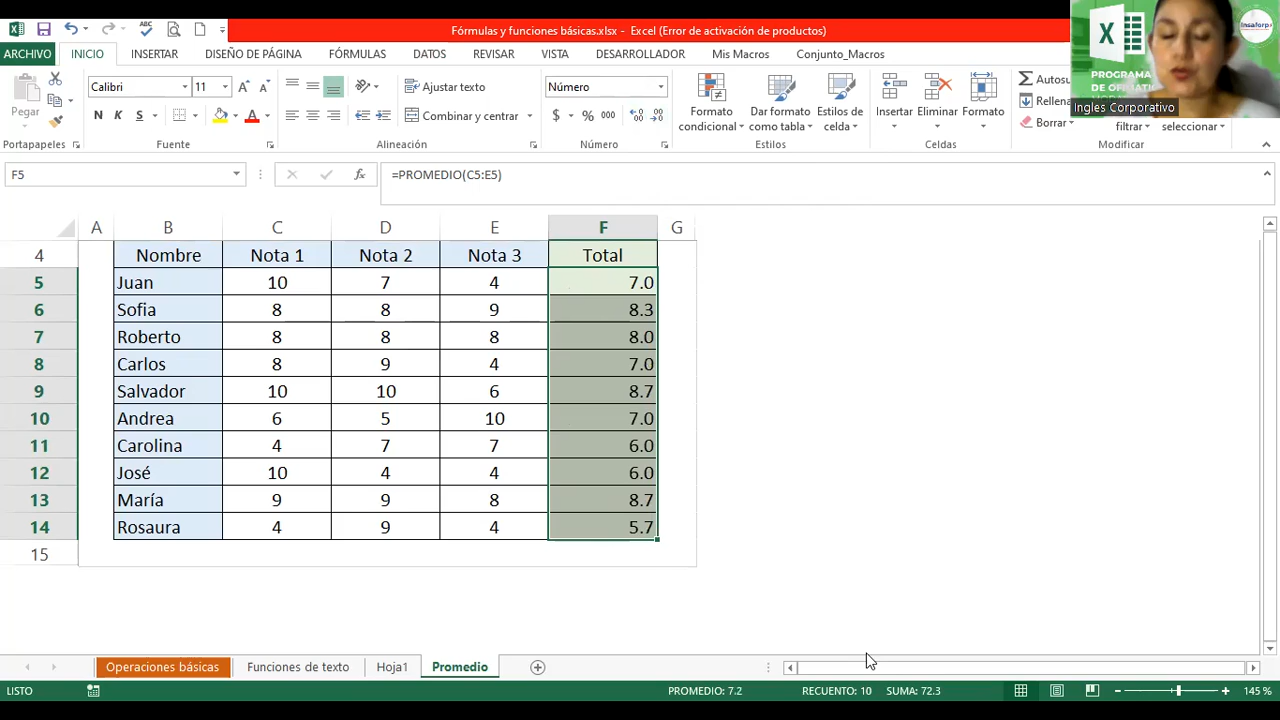 Fórmulas y funciones básicas.xlsx - Excel (Error de activación de productos)
ARCHIVO INICIO INSERTAR DISEÑO DE PÁGINA FÓRMULAS DATOS REVISAR VISTA DESARROLLADOR Mis Macros Conjunto_Macros
Insaforp
PROGRAMA
Ingles Corporativo
Pegar
Calibri 11
N K S
Ajustar texto
Combinar y centrar
Número
$ % 000
Formato condicional
Dar formato como tabla
Estilos de celda
Insertar Eliminar Formato
Autosu
Rellena
Borrar
filtrar
seleccionar
Portapapeles Fuente Alineación Número Estilos Celdas Modificar
F5 fx =PROMEDIO(C5:E5)
A B C D E F G
4 Nombre Nota 1 Nota 2 Nota 3 Total
5 Juan 10 7 4 7.0
6 Sofia 8 8 9 8.3
7 Roberto 8 8 8 8.0
8 Carlos 8 9 4 7.0
9 Salvador 10 10 6 8.7
10 Andrea 6 5 10 7.0
11 Carolina 4 7 7 6.0
12 José 10 4 4 6.0
13 María 9 9 8 8.7
14 Rosaura 4 9 4 5.7
15
Operaciones básicas Funciones de texto Hoja1 Promedio
LISTO PROMEDIO: 7.2 RECUENTO: 10 SUMA: 72.3 145 %